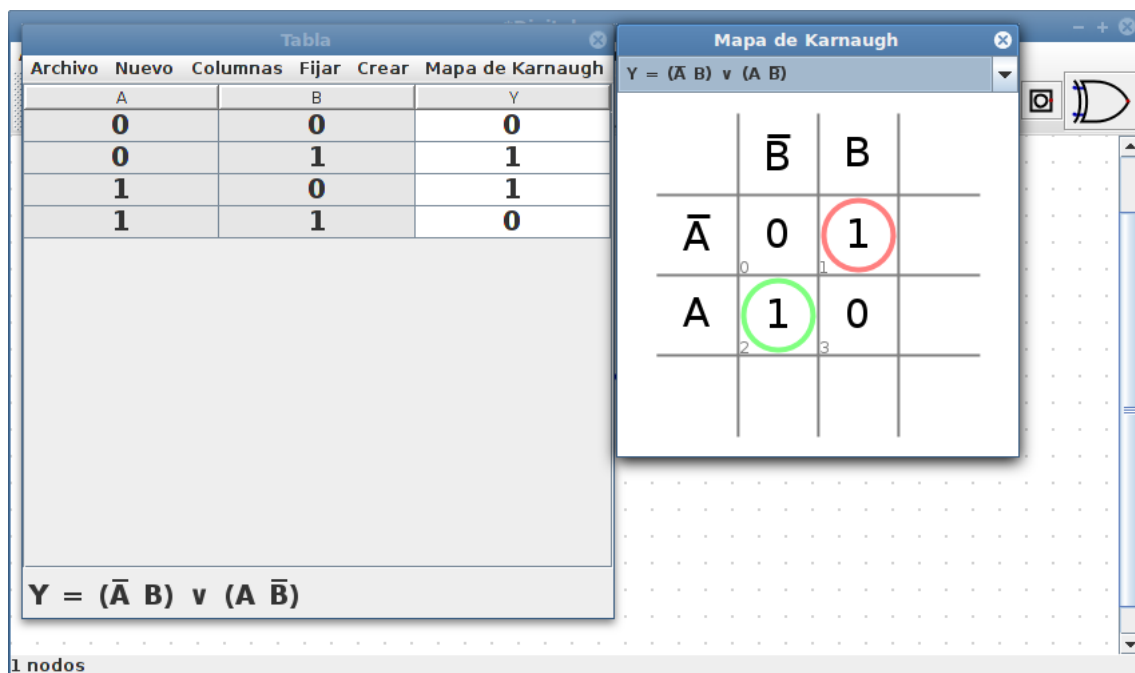 Tabla
Archivo Nuevo Columnas Fijar Crear Mapa de Karnaugh
A B Y
0 0 0
0 1 1
1 0 1
1 1 0
Y = (A̅ B) ∨ (A B̅)
Mapa de Karnaugh
Y = (A̅ B) ∨ (A B̅)
B̅ B
A̅ 0 1
0 1
A 1 0
2 3
1 nodos